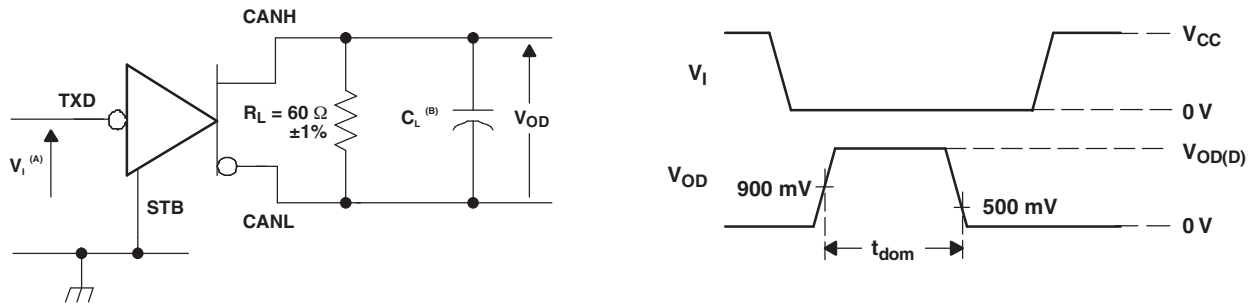 CANH
TXD
R_L = 60 Ω
±1%
C_L (B)
V_OD
V_I (A)
STB
CANL
V_I
V_CC
0 V
V_OD
900 mV
V_OD(D)
500 mV
0 V
t_dom